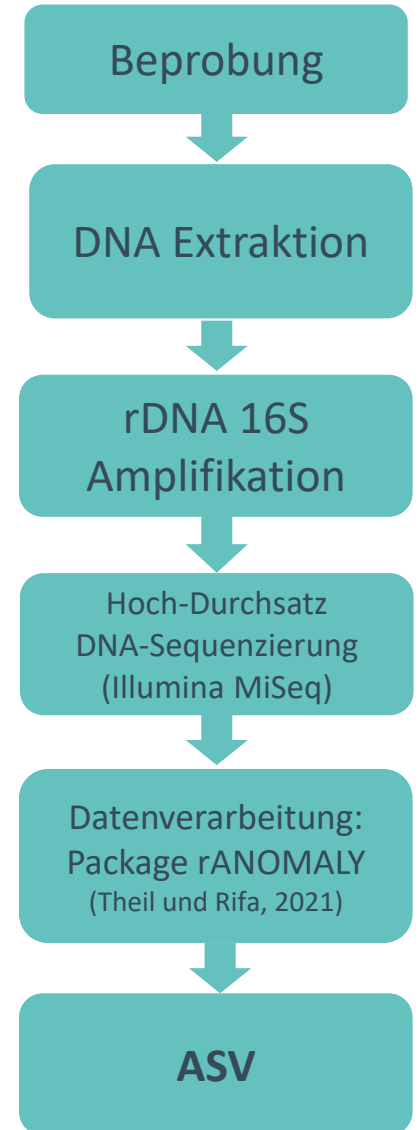 Beprobung
DNA Extraktion
rDNA 16S
Amplifikation
Hoch-Durchsatz
DNA-Sequenzierung
(Illumina MiSeq)
Datenverarbeitung:
Package rANOMALY
(Theil und Rifa, 2021)
ASV